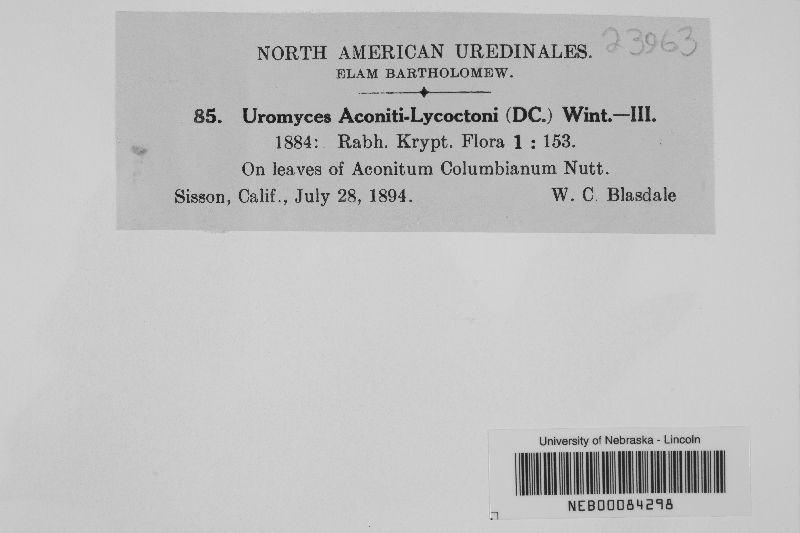 NORTH AMERICAN UREDINALES. 23963
ELAM BARTHOLOMEW.
85. Uromyces Aconiti-Lycoctoni (DC.) Wint.—III.
1884: Rabh. Krypt. Flora 1 : 153.
On leaves of Aconitum Columbianum Nutt.
Sisson, Calif., July 28, 1894. W. C. Blasdale
University of Nebraska - Lincoln
NEB00084298